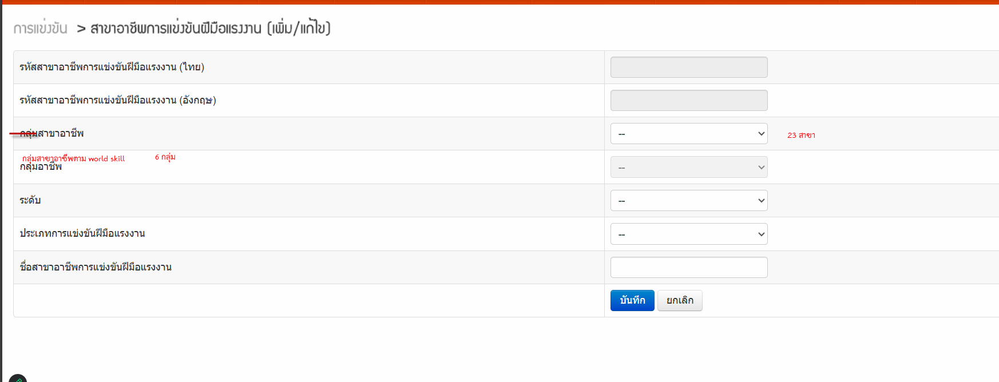 การแข่งขัน > สาขาอาชีพการแข่งขันฝีมือแรงงาน (เพิ่ม/แก้ไข)
รหัสสาขาอาชีพการแข่งขันฝีมือแรงงาน (ไทย)
รหัสสาขาอาชีพการแข่งขันฝีมือแรงงาน (อังกฤษ)
กลุ่มสาขาอาชีพ -- 23 สาขา
กลุ่มสาขาอาชีพตาม world skill 6 กลุ่ม
กลุ่มอาชีพ --
ระดับ --
ประเภทการแข่งขันฝีมือแรงงาน --
ชื่อสาขาอาชีพการแข่งขันฝีมือแรงงาน
บันทึก ยกเลิก